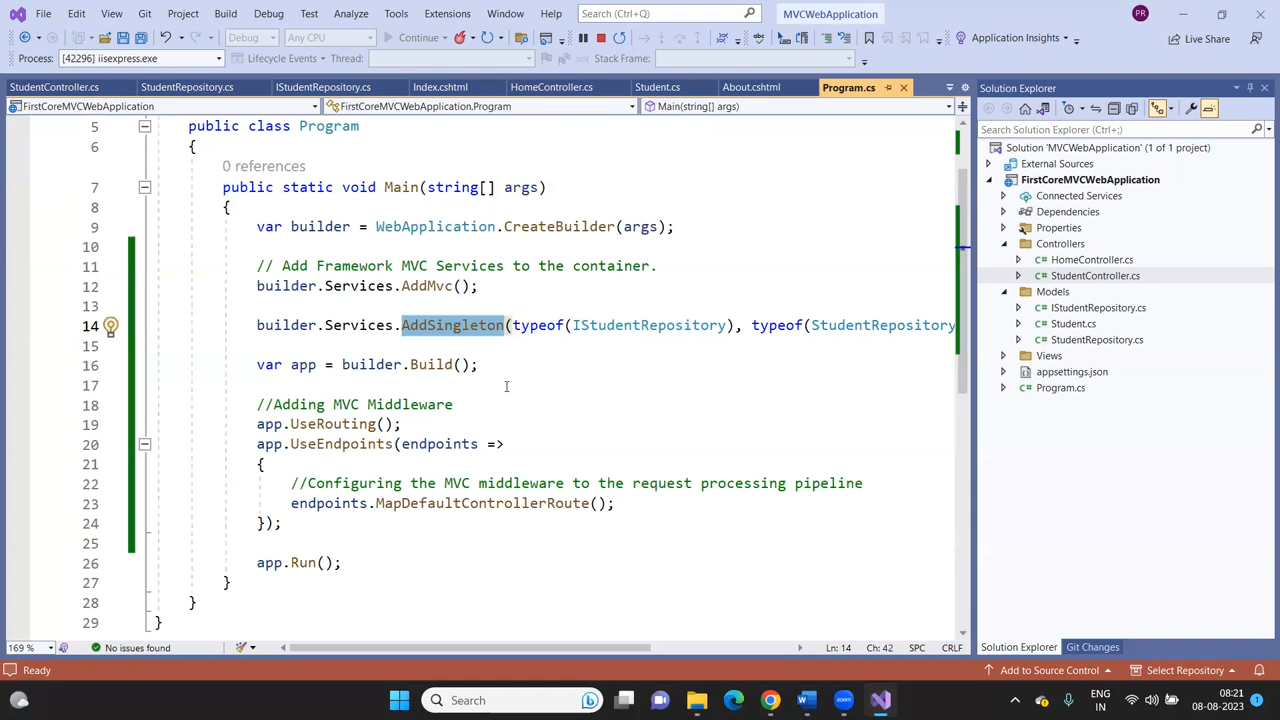 File Edit View Git Project Build Debug Test Analyze Tools Extensions Window Help Search (Ctrl+Q) MVCWebApplication PR
Debug Any CPU Continue Application Insights Live Share
Process: [42296] iisexpress.exe Lifecycle Events Thread: Stack Frame:
StudentController.cs StudentRepository.cs IStudentRepository.cs Index.cshtml HomeController.cs Student.cs About.cshtml Program.cs
FirstCoreMVCWebApplication FirstCoreMVCWebApplication.Program Main(string[] args)
5 public class Program
6 {
0 references
7 public static void Main(string[] args)
8 {
9 var builder = WebApplication.CreateBuilder(args);
10
11 // Add Framework MVC Services to the container.
12 builder.Services.AddMvc();
13
14 builder.Services.AddSingleton(typeof(IStudentRepository), typeof(StudentRepository
15
16 var app = builder.Build();
17
18 //Adding MVC Middleware
19 app.UseRouting();
20 app.UseEndpoints(endpoints =>
21 {
22 //Configuring the MVC middleware to the request processing pipeline
23 endpoints.MapDefaultControllerRoute();
24 });
25
26 app.Run();
27 }
28 }
29 }
169 % No issues found Ln: 14 Ch: 42 SPC CRLF
Solution Explorer
Search Solution Explorer (Ctrl+;)
Solution 'MVCWebApplication' (1 of 1 project)
External Sources
FirstCoreMVCWebApplication
Connected Services
Dependencies
Properties
Controllers
HomeController.cs
StudentController.cs
Models
IStudentRepository.cs
Student.cs
StudentRepository.cs
Views
appsettings.json
Program.cs
Solution Explorer Git Changes
Ready Add to Source Control Select Repository
Search ENG IN 08:21 08-08-2023